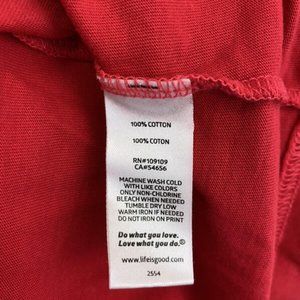 100% COTTON
100% COTON
RN#109109
CA#54656
MACHINE WASH COLD
WITH LIKE COLORS
ONLY NON-CHLORINE
BLEACH WHEN NEEDED
TUMBLE DRY LOW
WARM IRON IF NEEDED
DO NOT IRON ON PRINT
Do what you love.
Love what you do.®
www.lifeisgood.com
2554